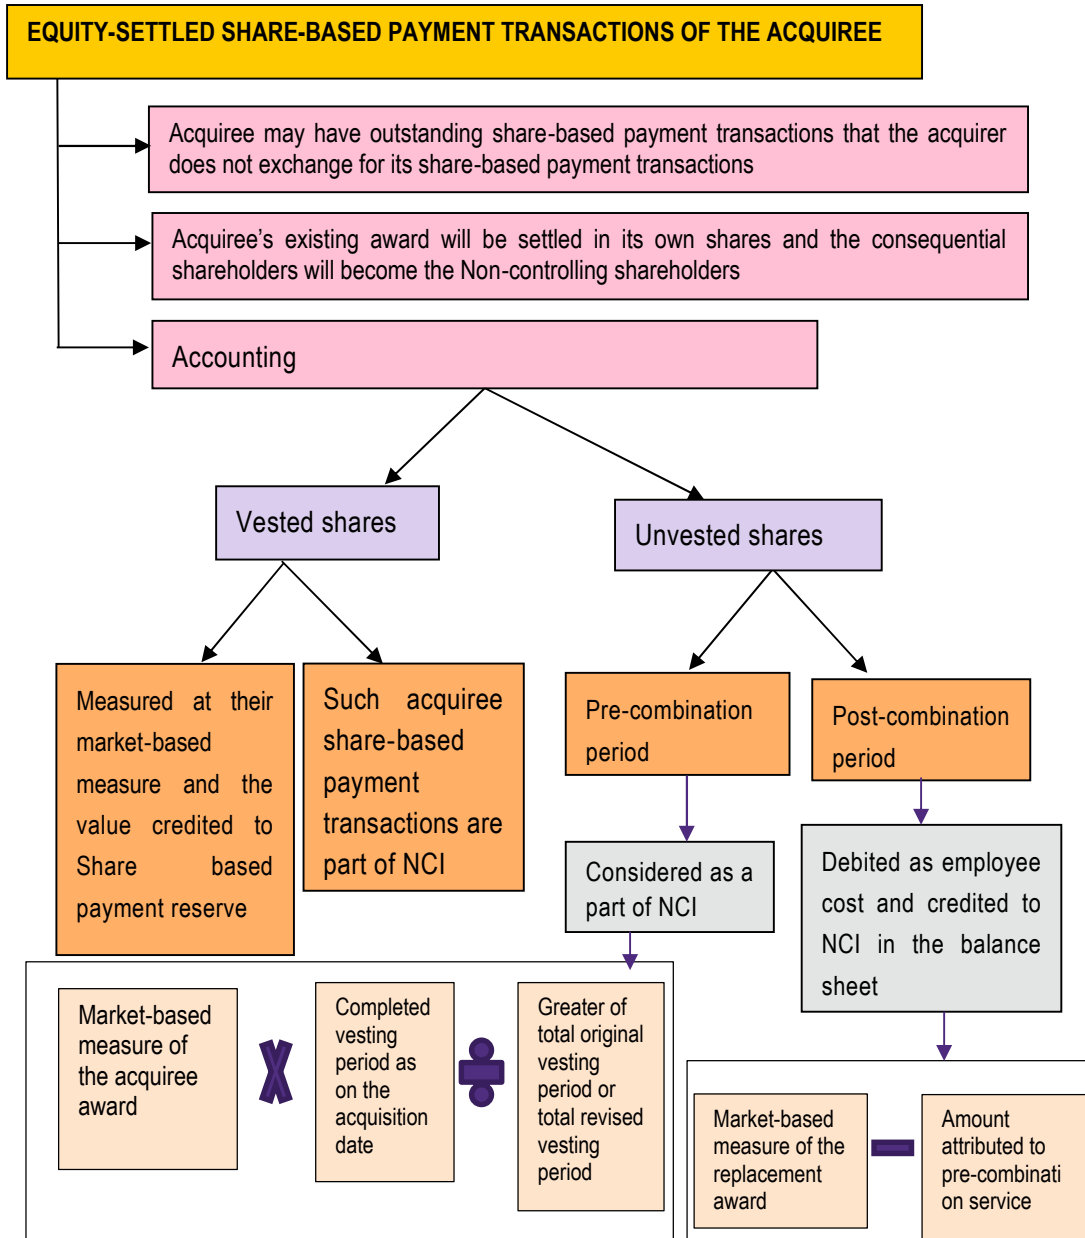 EQUITY-SETTLED SHARE-BASED PAYMENT TRANSACTIONS OF THE ACQUIREE
Acquiree may have outstanding share-based payment transactions that the acquirer
does not exchange for its share-based payment transactions
Acquiree's existing award will be settled in its own shares and the consequential
shareholders will become the Non-controlling shareholders
Accounting
Vested shares
Unvested shares
Measured at their
market-based
measure and the
value credited to
Share based
payment reserve
Such acquiree
share-based
payment
transactions are
part of NCI
Pre-combination
period
Post-combination
period
Considered as a
part of NCI
Debited as employee
cost and credited to
NCI in the balance
sheet
Market-based
measure of
the acquiree
award
Completed
vesting
period as
on the
acquisition
date
Greater of
total original
vesting
period or
total revised
vesting
period
Market-based
measure of the
replacement
award
Amount
attributed to
pre-combinati
on service